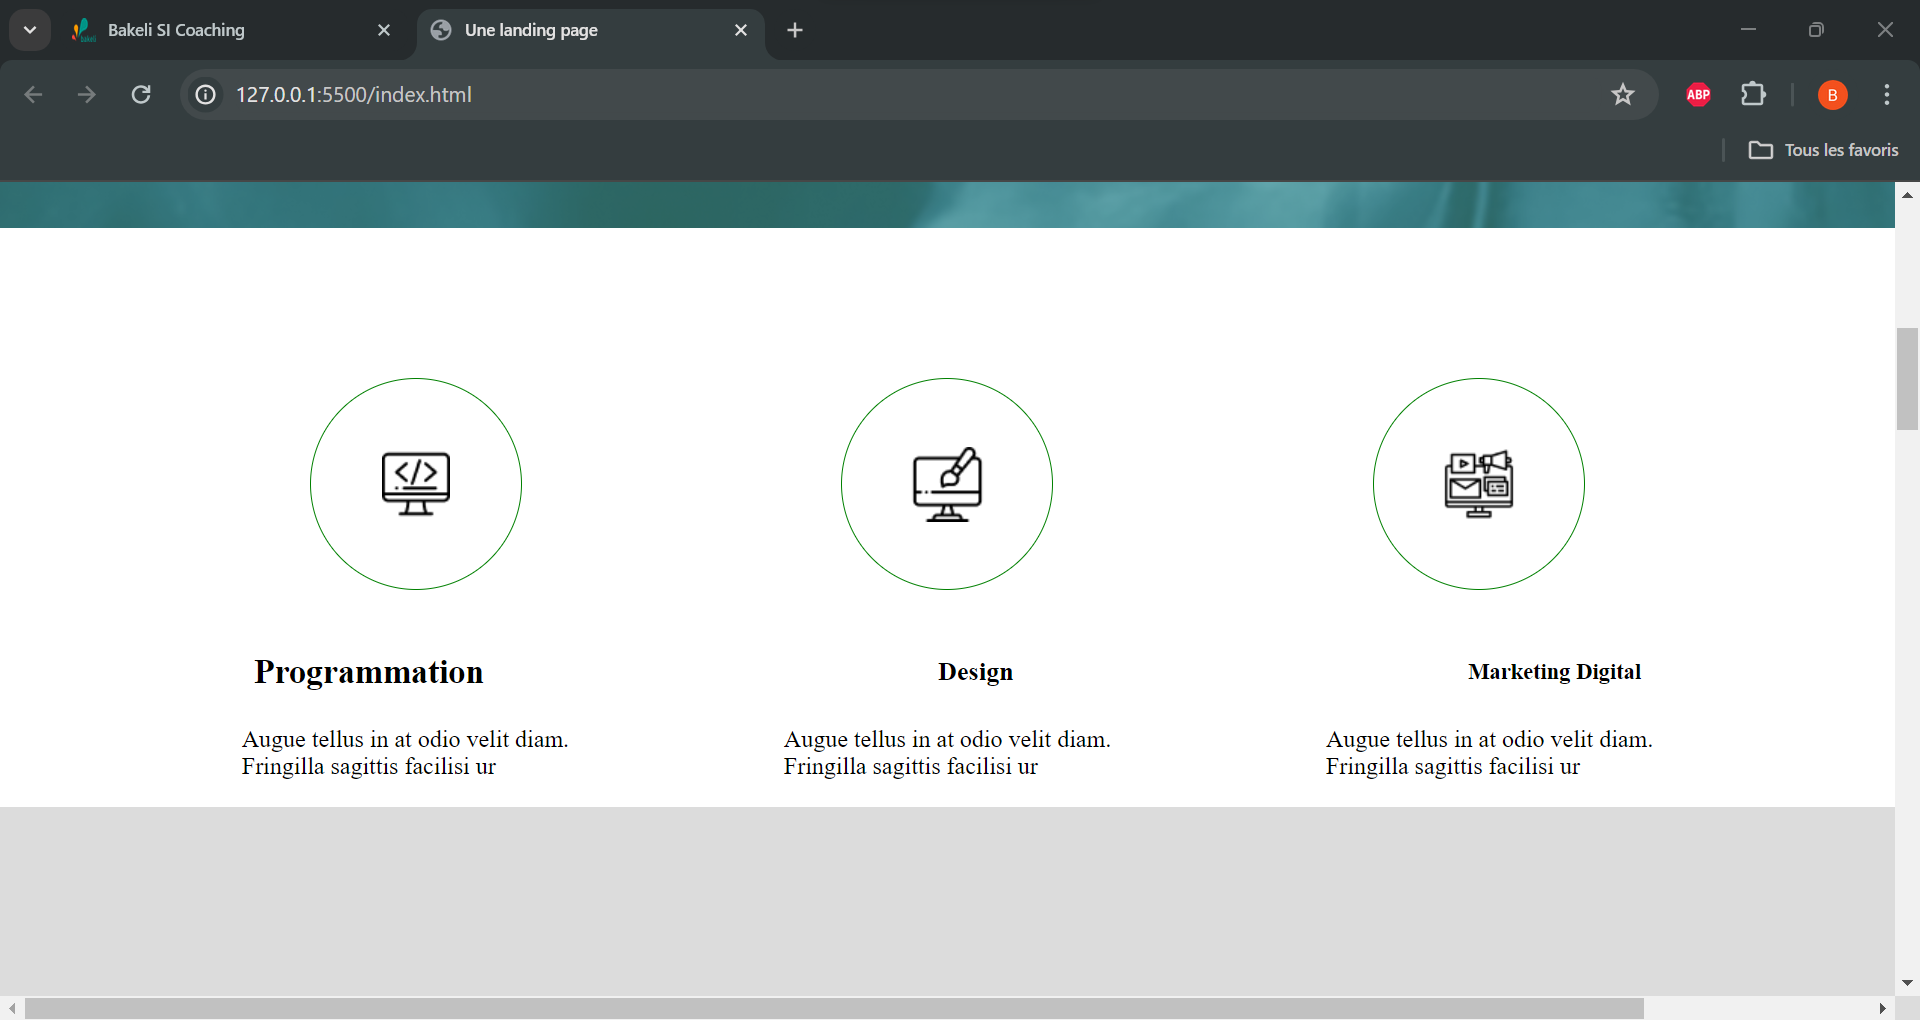 Bakeli SI Coaching
Une landing page
127.0.0.1:5500/index.html
ABP
B
Tous les favoris
</>
Programmation
Design
Marketing Digital
Augue tellus in at odio velit diam.
Fringilla sagittis facilisi ur
Augue tellus in at odio velit diam.
Fringilla sagittis facilisi ur
Augue tellus in at odio velit diam.
Fringilla sagittis facilisi ur